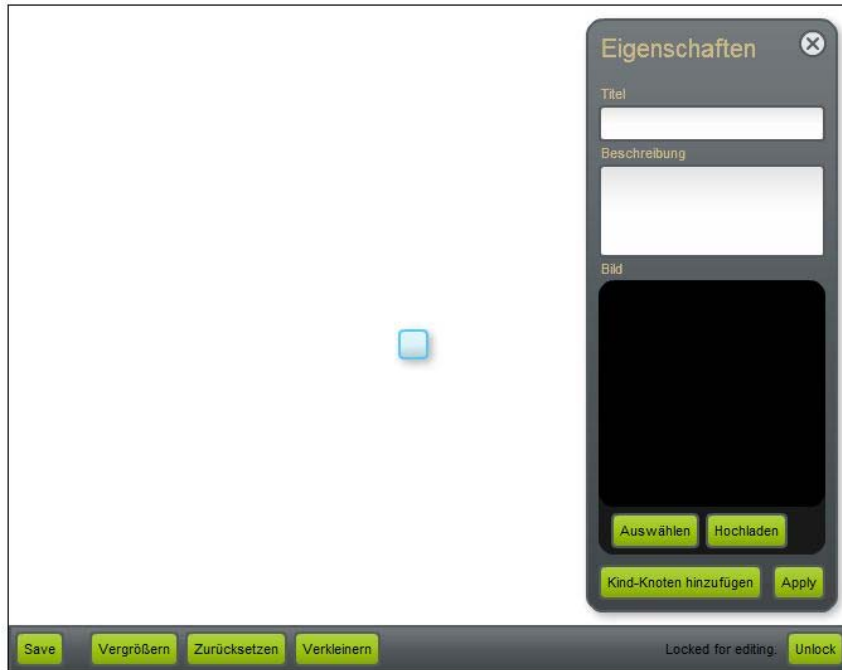 Eigenschaften
Titel
Beschreibung
Bild
Auswählen Hochladen
Kind-Knoten hinzufügen Apply
Save Vergrößern Zurücksetzen Verkleinern Locked for editing. Unlock